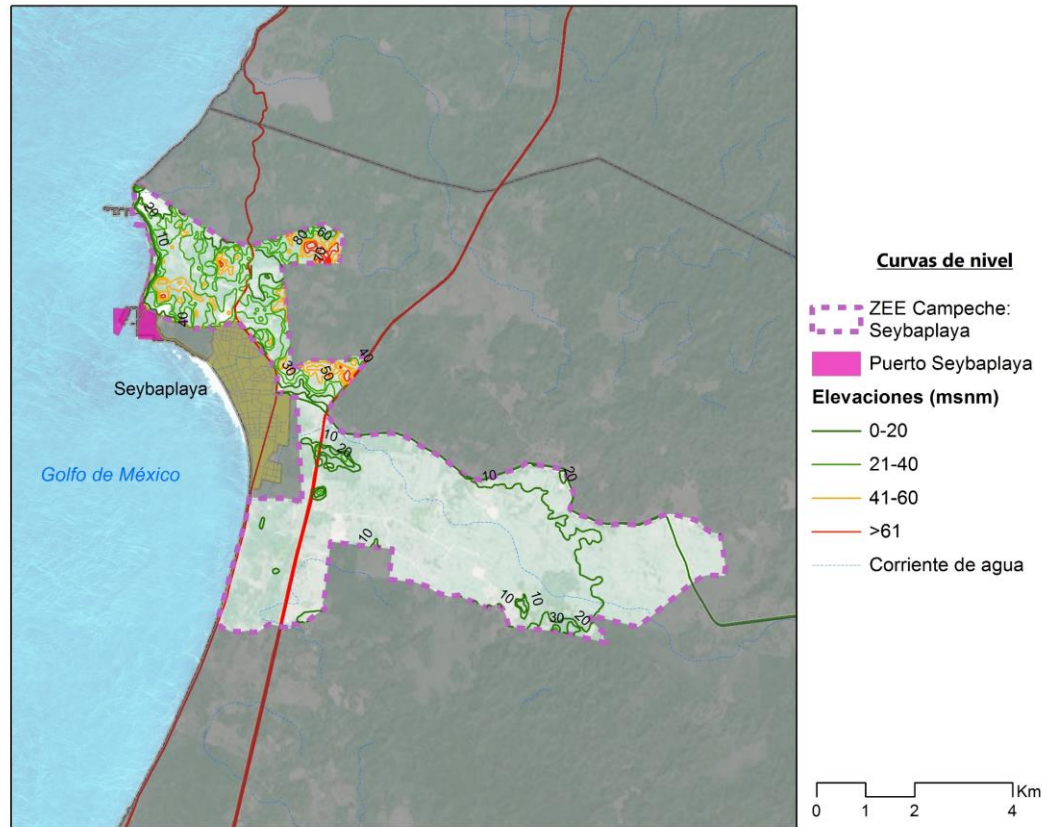 20
10
80
60
70
40
Seybaplaya
30
50
40
10
20
10
20
10
10
10
30
20
Golfo de México
Curvas de nivel
ZEE Campeche:
Seybaplaya
Puerto Seybaplaya
Elevaciones (msnm)
0-20
21-40
41-60
>61
Corriente de agua
Km
0 1 2 4